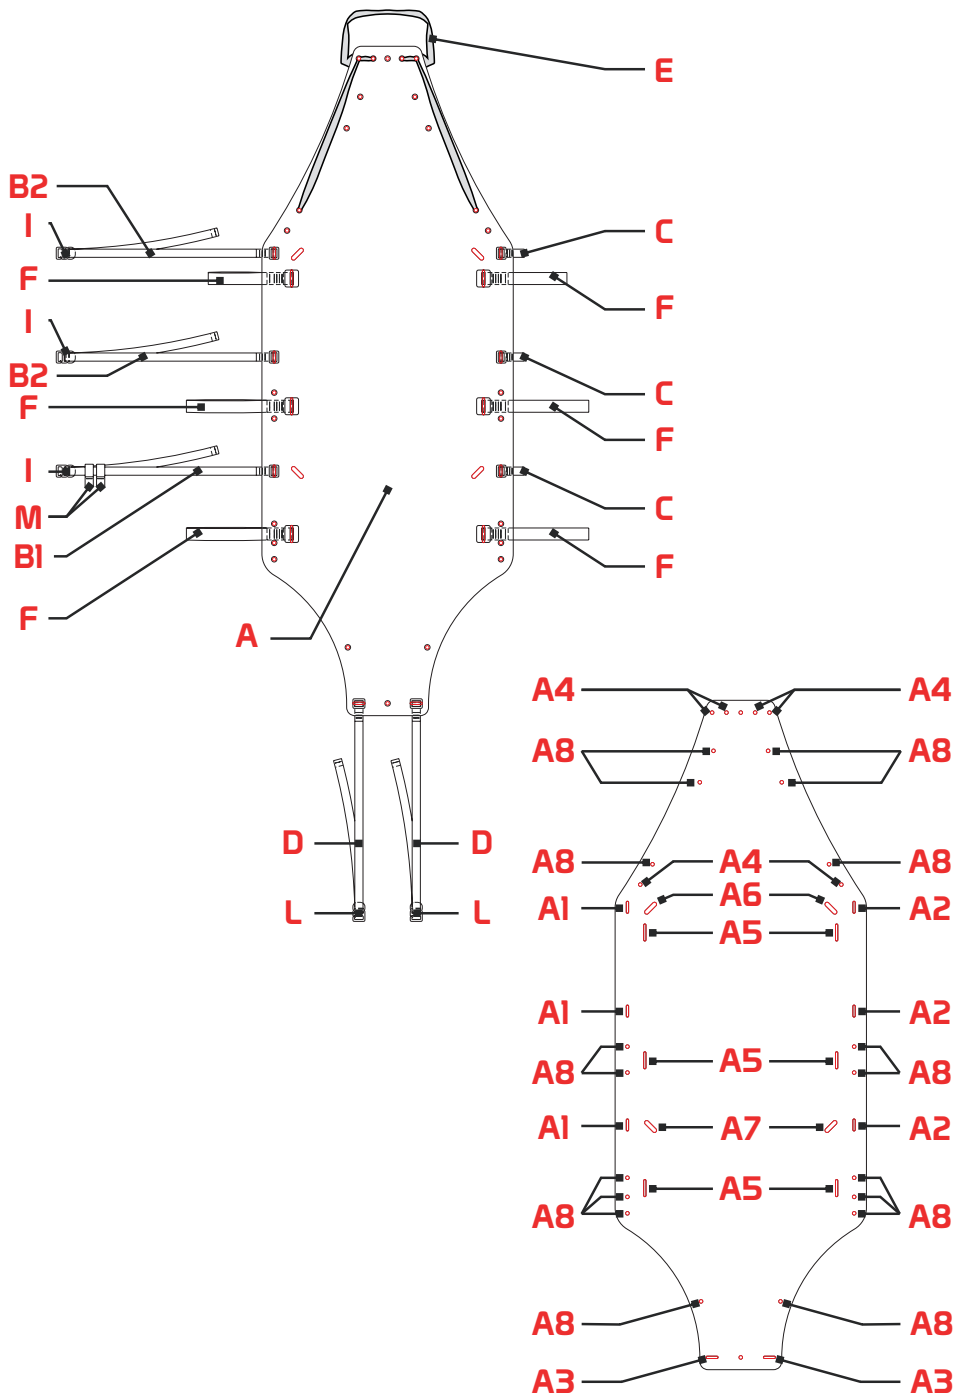 E
B2
I
C
F
F
I
B2
C
F
F
I
C
M
B1
F
F
A
A4 A4
A8 A8
D D
A8 A4 A8
A6
L L
A1 A2
A5
A1 A2
A5
A8 A8
A1 A7 A2
A5
A8 A8
A8 A8
A3 A3